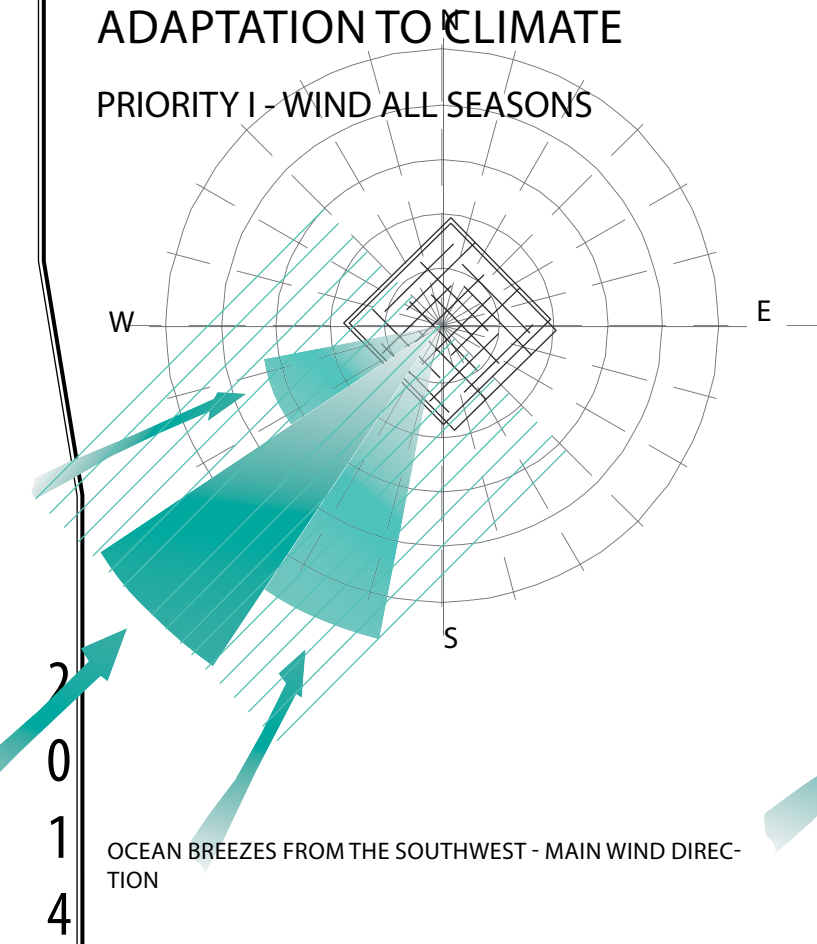 ADAPTATION TO CLIMATE
N
PRIORITY I - WIND ALL SEASONS
W
E
S
2
0
1
4
OCEAN BREEZES FROM THE SOUTHWEST - MAIN WIND DIREC-
TION